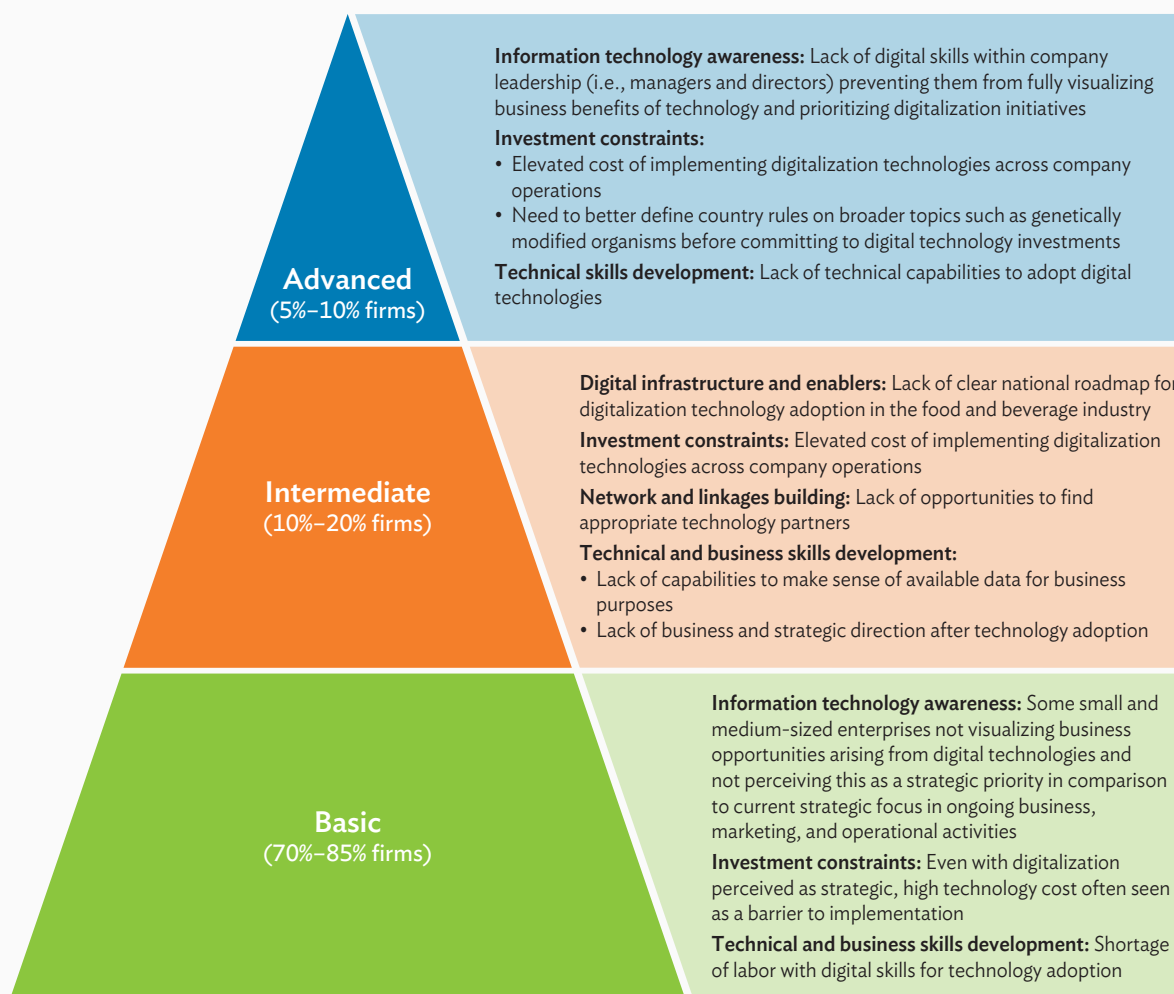 Information technology awareness: Lack of digital skills within company
leadership (i.e., managers and directors) preventing them from fully visualizing
business benefits of technology and prioritizing digitalization initiatives
Investment constraints:
• Elevated cost of implementing digitalization technologies across company
operations
• Need to better define country rules on broader topics such as genetically
modified organisms before committing to digital technology investments
Technical skills development: Lack of technical capabilities to adopt digital
technologies
Advanced
(5%–10% firms)
Digital infrastructure and enablers: Lack of clear national roadmap for
digitalization technology adoption in the food and beverage industry
Investment constraints: Elevated cost of implementing digitalization
technologies across company operations
Network and linkages building: Lack of opportunities to find
appropriate technology partners
Technical and business skills development:
• Lack of capabilities to make sense of available data for business
purposes
• Lack of business and strategic direction after technology adoption
Intermediate
(10%–20% firms)
Information technology awareness: Some small and
medium-sized enterprises not visualizing business
opportunities arising from digital technologies and
not perceiving this as a strategic priority in comparison
to current strategic focus in ongoing business,
marketing, and operational activities
Investment constraints: Even with digitalization
perceived as strategic, high technology cost often seen
as a barrier to implementation
Technical and business skills development: Shortage
of labor with digital skills for technology adoption
Basic
(70%–85% firms)